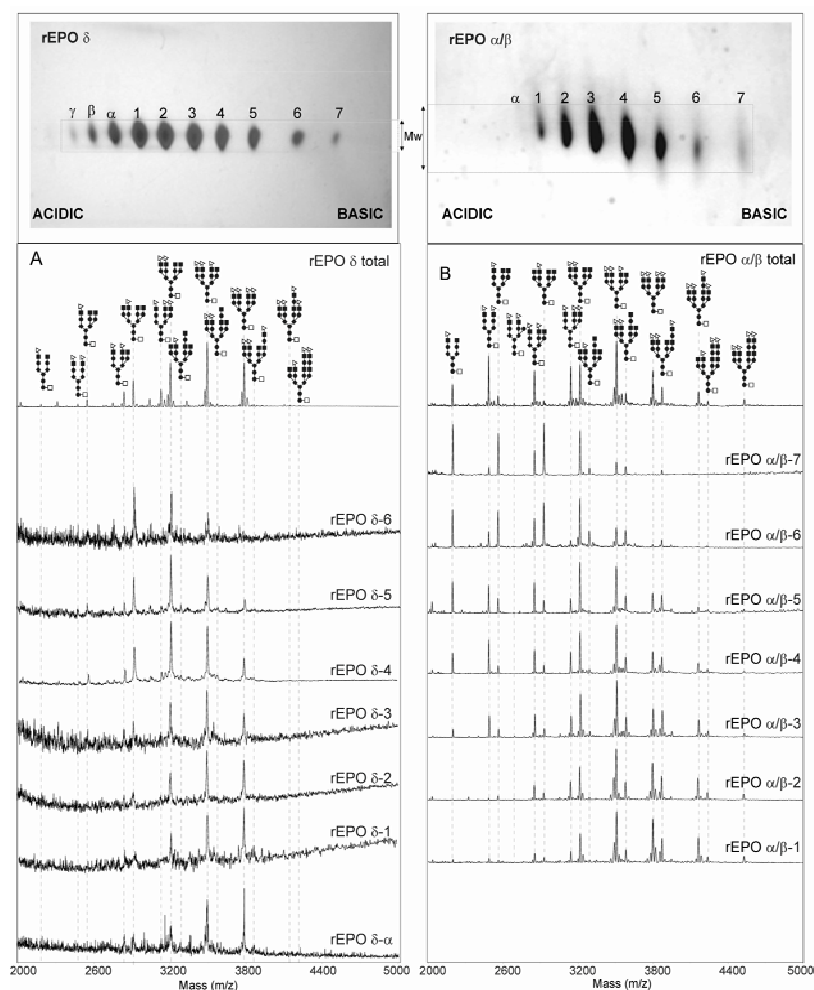 rEPO δ
γ β α 1 2 3 4 5 6 7
ACIDIC BASIC
Mw
rEPO α/β
α 1 2 3 4 5 6 7
ACIDIC BASIC
A
rEPO δ total
rEPO δ-6
rEPO δ-5
rEPO δ-4
rEPO δ-3
rEPO δ-2
rEPO δ-1
rEPO δ-α
2000 2600 3200 3800 4400 5000
Mass (m/z)
B
rEPO α/β total
rEPO α/β-7
rEPO α/β-6
rEPO α/β-5
rEPO α/β-4
rEPO α/β-3
rEPO α/β-2
rEPO α/β-1
2000 2600 3200 3800 4400 5000
Mass (m/z)